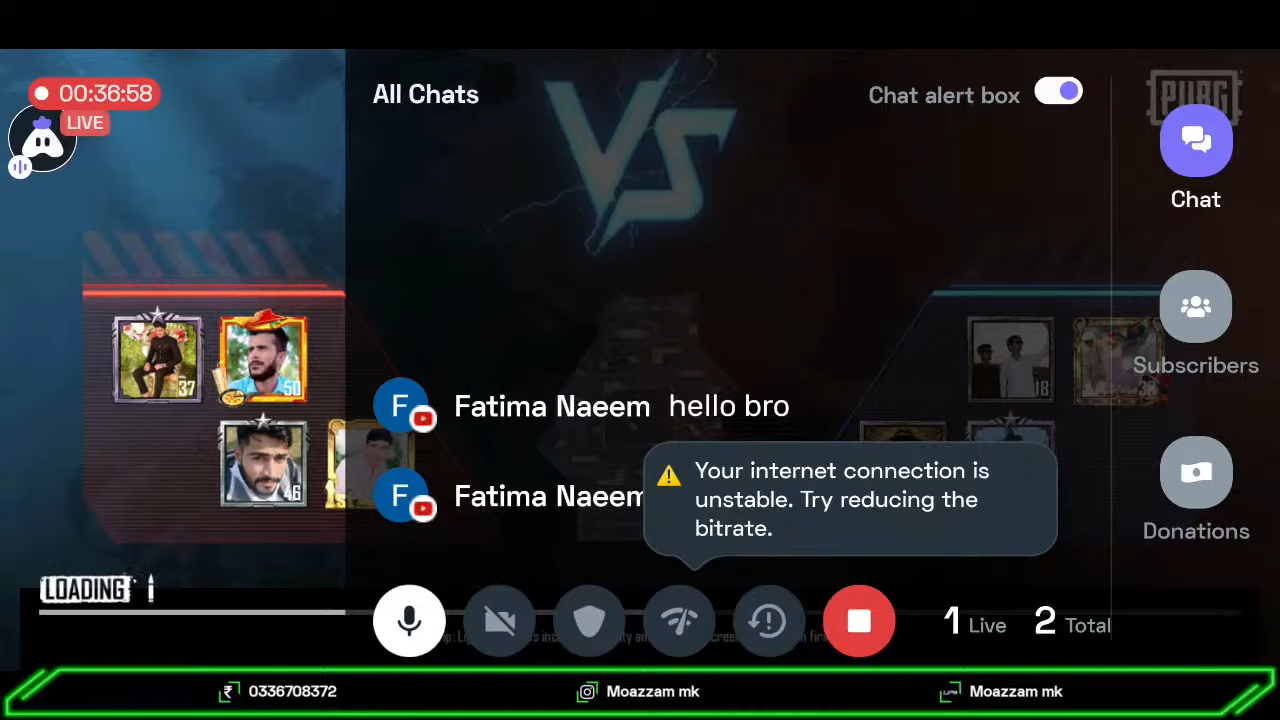 00:36:58
LIVE
All Chats
Chat alert box
VS
PUBG
Chat
37
50
46
18
Subscribers
Fatima Naeem hello bro
Fatima Naeem
Your internet connection is
unstable. Try reducing the
bitrate.
Donations
LOADING
1 Live 2 Total
0336708372
Moazzam mk
Moazzam mk